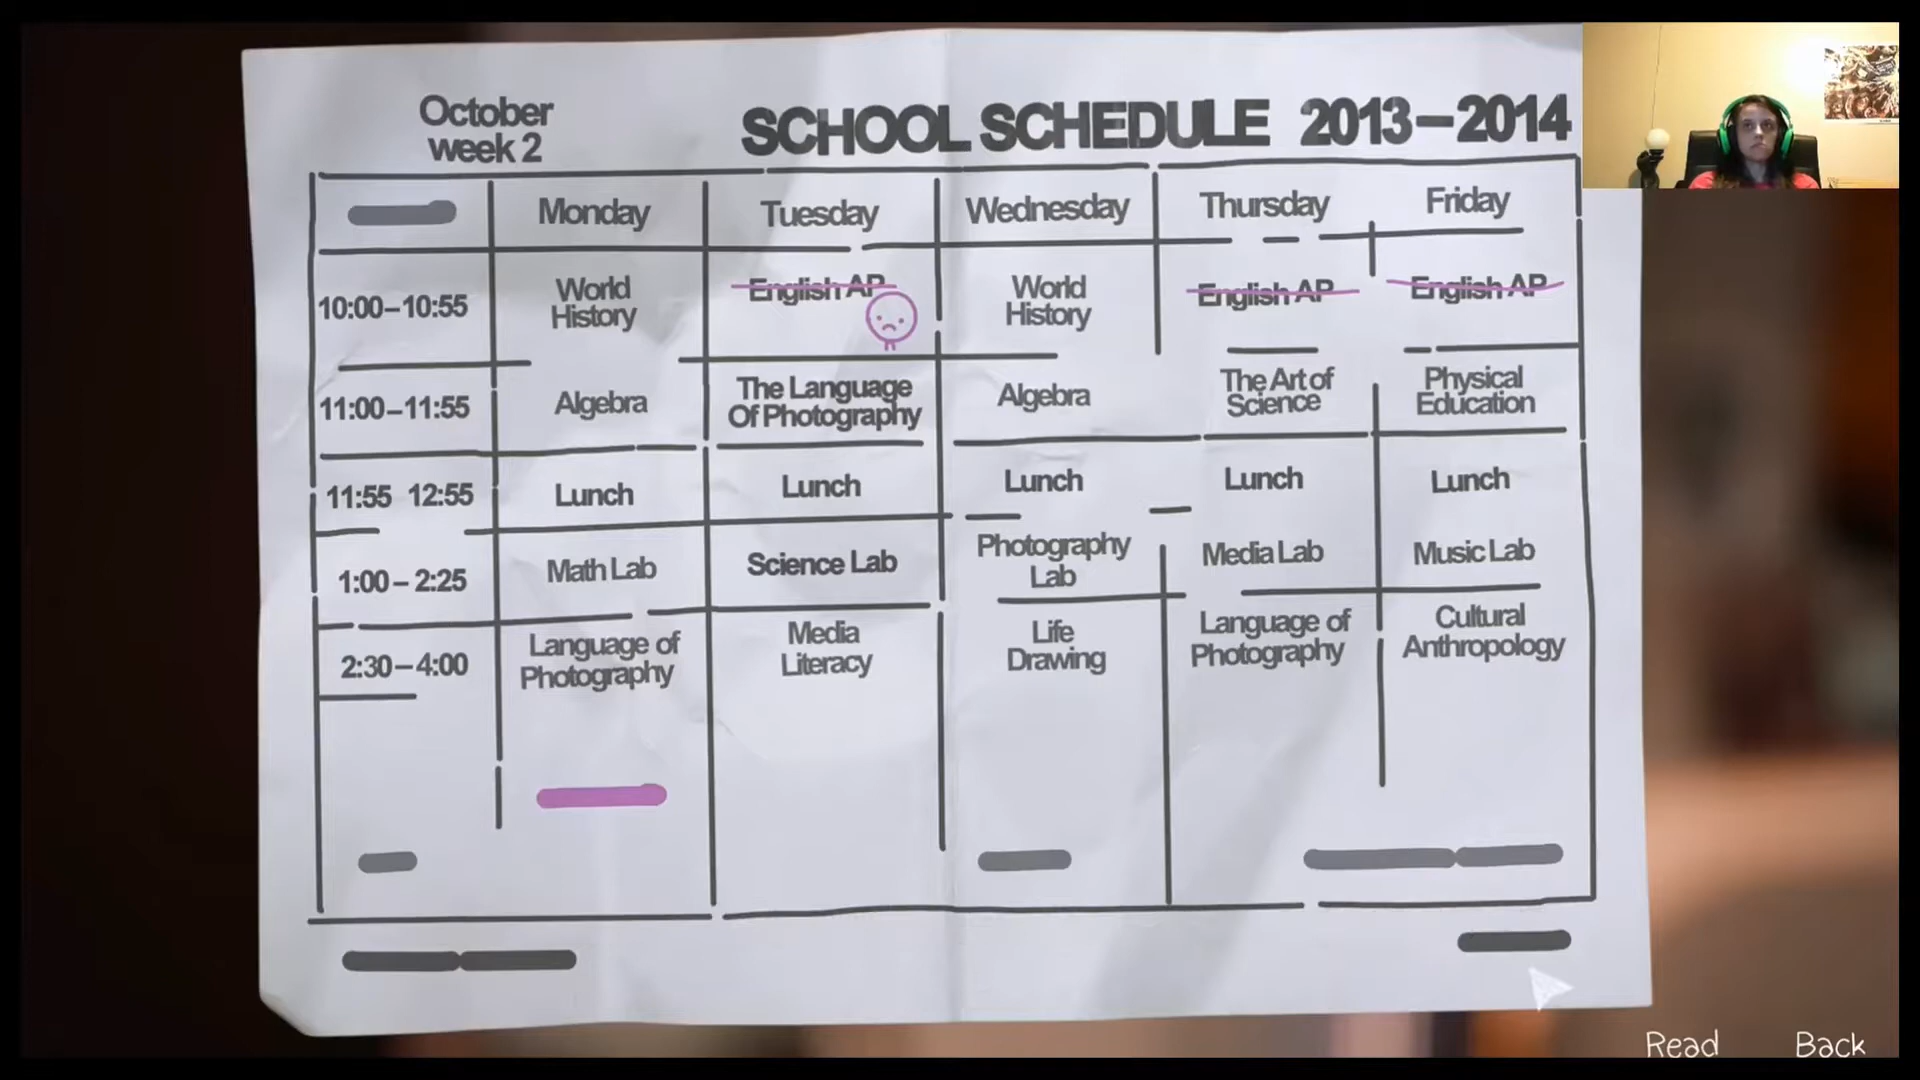 October
week 2
SCHOOL SCHEDULE 2013-2014
Monday
Tuesday
Wednesday
Thursday
Friday
10:00-10:55
World
History
English AP
World
History
English AP
English AP
11:00-11:55
Algebra
The Language
Of Photography
Algebra
The Art of
Science
Physical
Education
11:55 12:55
Lunch
Lunch
Lunch
Lunch
Lunch
1:00-2:25
Math Lab
Science Lab
Photography
Lab
Media Lab
Music Lab
2:30-4:00
Language of
Photography
Media
Literacy
Life
Drawing
Language of
Photography
Cultural
Anthropology
Read
Back